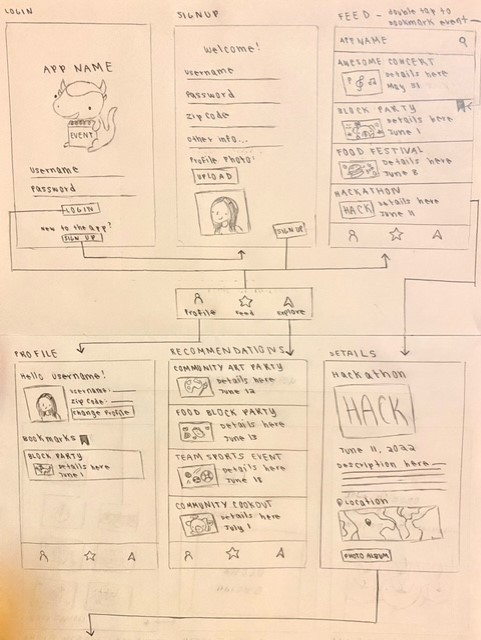 LOGIN
APP NAME
EVENT
username
password
LOGIN
new to the app?
SIGN UP
SIGNUP
welcome!
username
password
zip code
other info...
Profile Photo:
UPLOAD
SIGN UP
FEED - double tap to
bookmark event
APP NAME
AWESOME CONCERT
details here
May 31
BLOCK PARTY
details here
June 1
FOOD FESTIVAL
details here
June 8
HACKATHON
HACK
details here
June 11
Profile
Feed
explore
PROFILE
Hello username!
username:
zip code:
change profile
Bookmarks
BLOCK PARTY
details here
June 1
RECOMMENDATIONS
COMMUNITY ART PARTY
details here
June 12
FOOD BLOCK PARTY
details here
June 15
TEAM SPORTS EVENT
details here
June 18
COMMUNITY COOKOUT
details here
July 1
DETAILS
Hackathon
HACK
June 11, 2022
Description here
location
PHOTO ALBUM